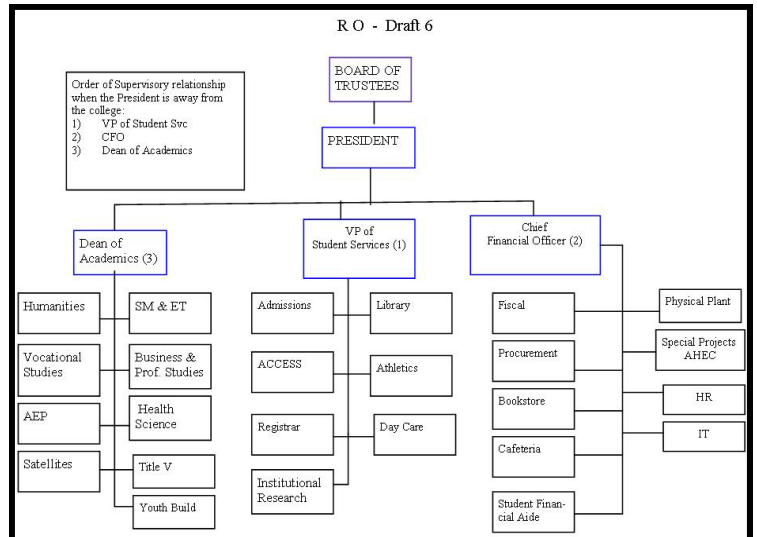 R O - Draft 6
BOARD OF
TRUSTEES
Order of Supervisory relationship
when the President is away from
the college:
1) VP of Student Svc
2) CFO
3) Dean of Academics
PRESIDENT
Dean of
Academics (3)
VP of
Student Services (1)
Chief
Financial Officer (2)
Humanities
SM & ET
Vocational
Studies
Business &
Prof. Studies
AEP
Health
Science
Satellites
Title V
Youth Build
Admissions
Library
ACCESS
Athletics
Registrar
Day Care
Institutional
Research
Fiscal
Physical Plant
Procurement
Special Projects
AHEC
Bookstore
HR
Cafeteria
IT
Student Finan-
cial Aide